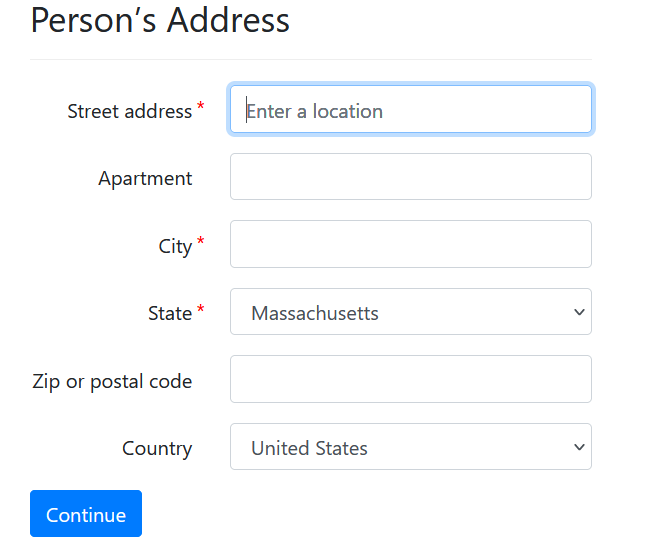 Person’s Address
Street address * Enter a location
Apartment
City *
State * Massachusetts
Zip or postal code
Country United States
Continue